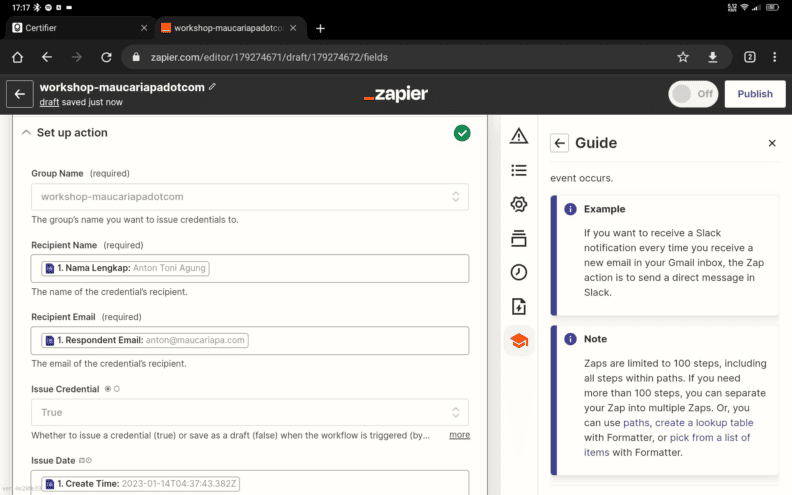 17:17
Certifier
workshop-maucariapadotco
zapier.com/editor/179274671/draft/179274672/fields
2
workshop-maucariapadotcom
draft saved just now
zapier
Off
Publish
Set up action
Group Name (required)
workshop-maucariapadotcom
The group's name you want to issue credentials to.
Recipient Name (required)
1. Nama Lengkap: Anton Toni Agung
The name of the credential's recipient.
Recipient Email (required)
1. Respondent Email: anton@maucariapa.com
The email of the credential's recipient.
Issue Credential
True
Whether to issue a credential (true) or save as a draft (false) when the workflow is triggered (by... more
Issue Date
1. Create Time: 2023-01-14T04:37:43.382Z
Guide
event occurs.
Example
If you want to receive a Slack
notification every time you receive a
new email in your Gmail inbox, the Zap
action is to send a direct message in
Slack.
Note
Zaps are limited to 100 steps, including
all steps within paths. If you need
more than 100 steps, you can separate
your Zap into multiple Zaps. Or, you
can use paths, create a lookup table
with Formatter, or pick from a list of
items with Formatter.